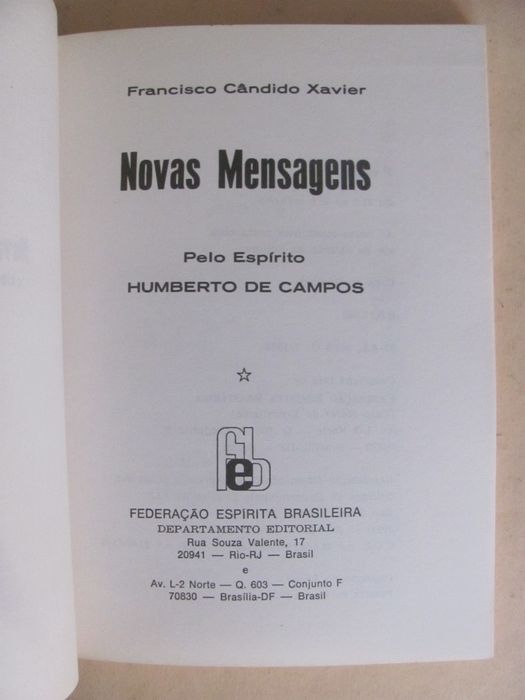 Francisco Cândido Xavier
Novas Mensagens
Pelo Espírito
HUMBERTO DE CAMPOS
feb
FEDERAÇÃO ESPÍRITA BRASILEIRA
DEPARTAMENTO EDITORIAL
Rua Souza Valente, 17
20941 — Rio-RJ — Brasil
e
Av. L-2 Norte — Q. 603 — Conjunto F
70830 — Brasília-DF — Brasil